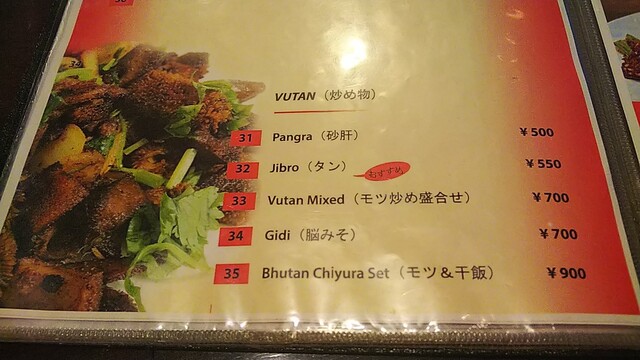 VUTAN（炒め物）
31 Pangra（砂肝） ￥500
32 Jibro（タン） おすすめ ￥550
33 Vutan Mixed（モツ炒め盛合せ） ￥700
34 Gidi（脳みそ） ￥700
35 Bhutan Chiyura Set（モツ＆干飯） ￥900